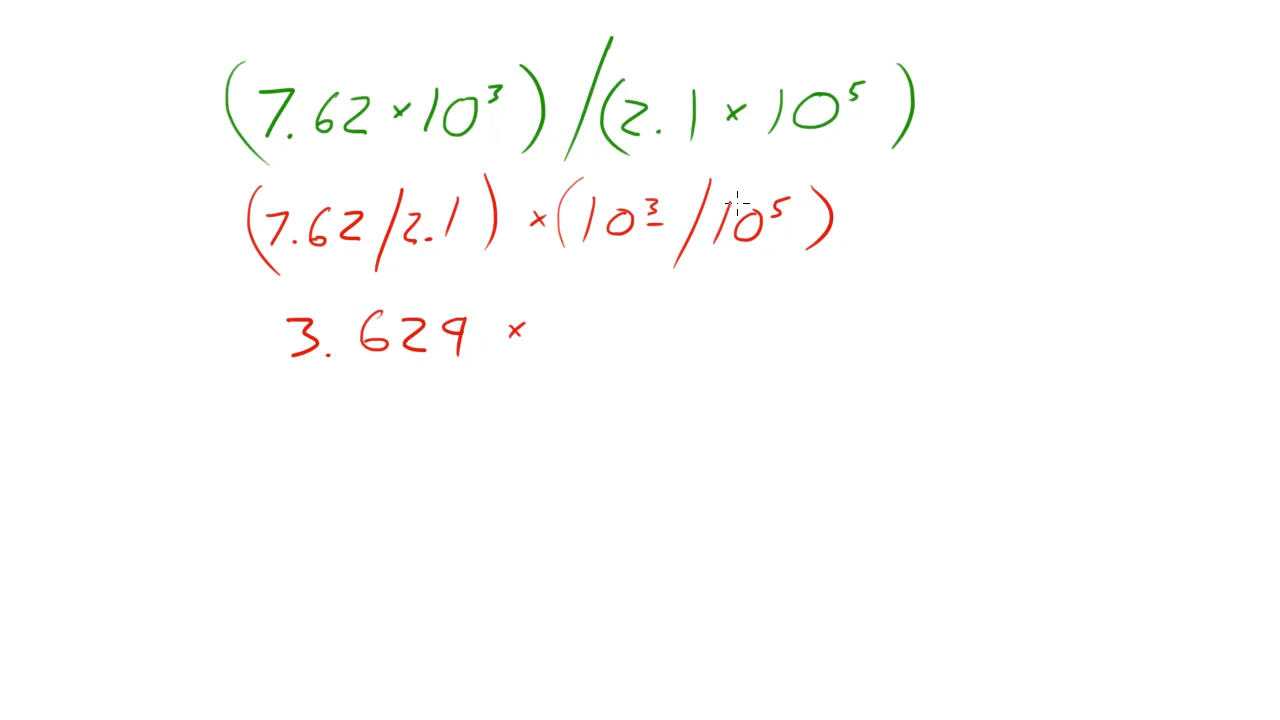 (7.62 × 10³) / (2.1 × 10⁵)
(7.62 / 2.1) × (10³ / 10⁵)
3.629 ×